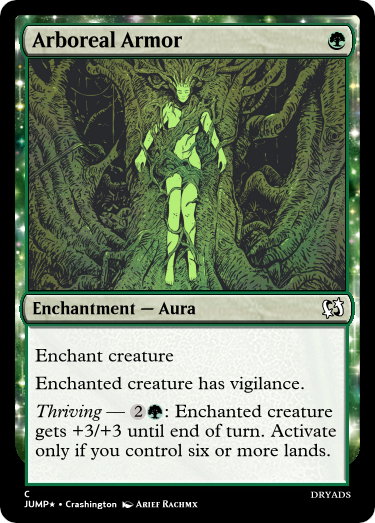 Arboreal Armor
Enchantment — Aura
Enchant creature
Enchanted creature has vigilance.
Thriving — 2: Enchanted creature
gets +3/+3 until end of turn. Activate
only if you control six or more lands.
C DRYADS
JUMP★ • Crashington Arief Rachmx